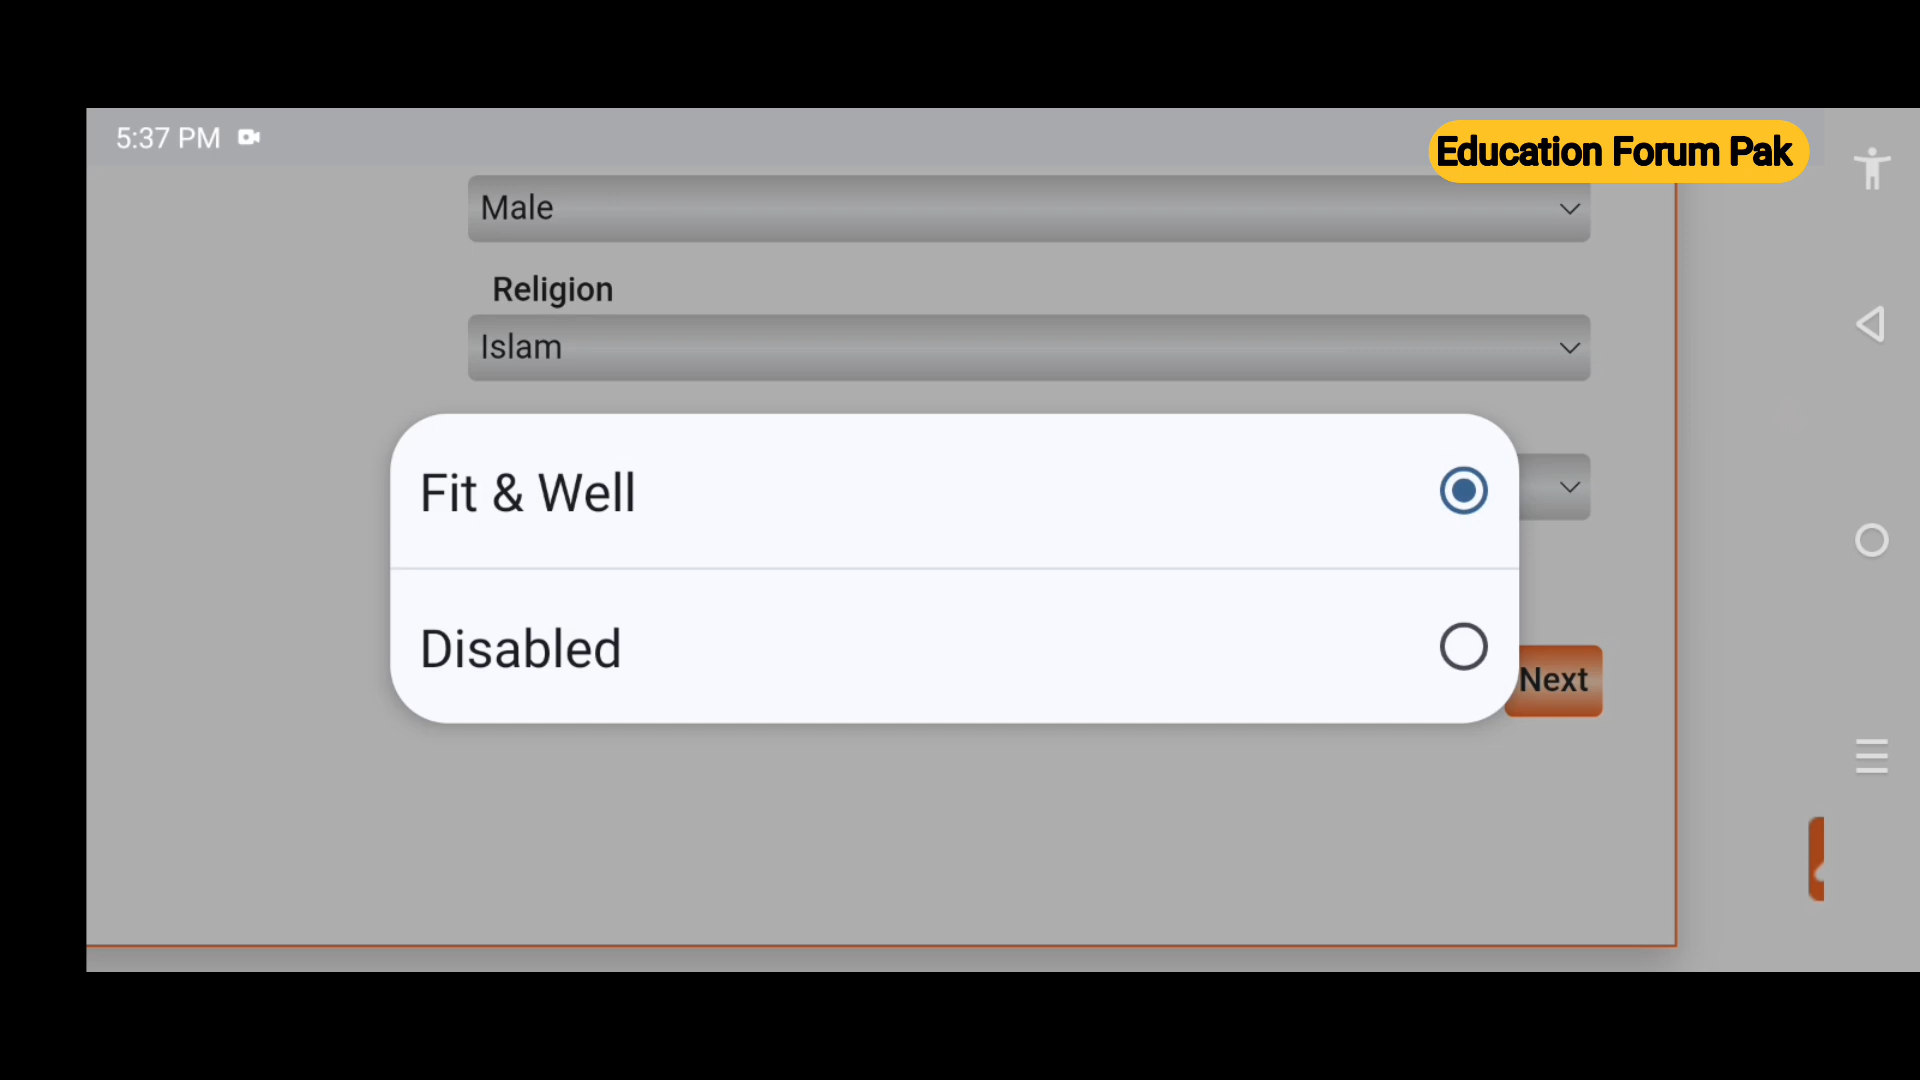 5:37 PM
Education Forum Pak
Male
Religion
Islam
Fit & Well
Disabled
Next